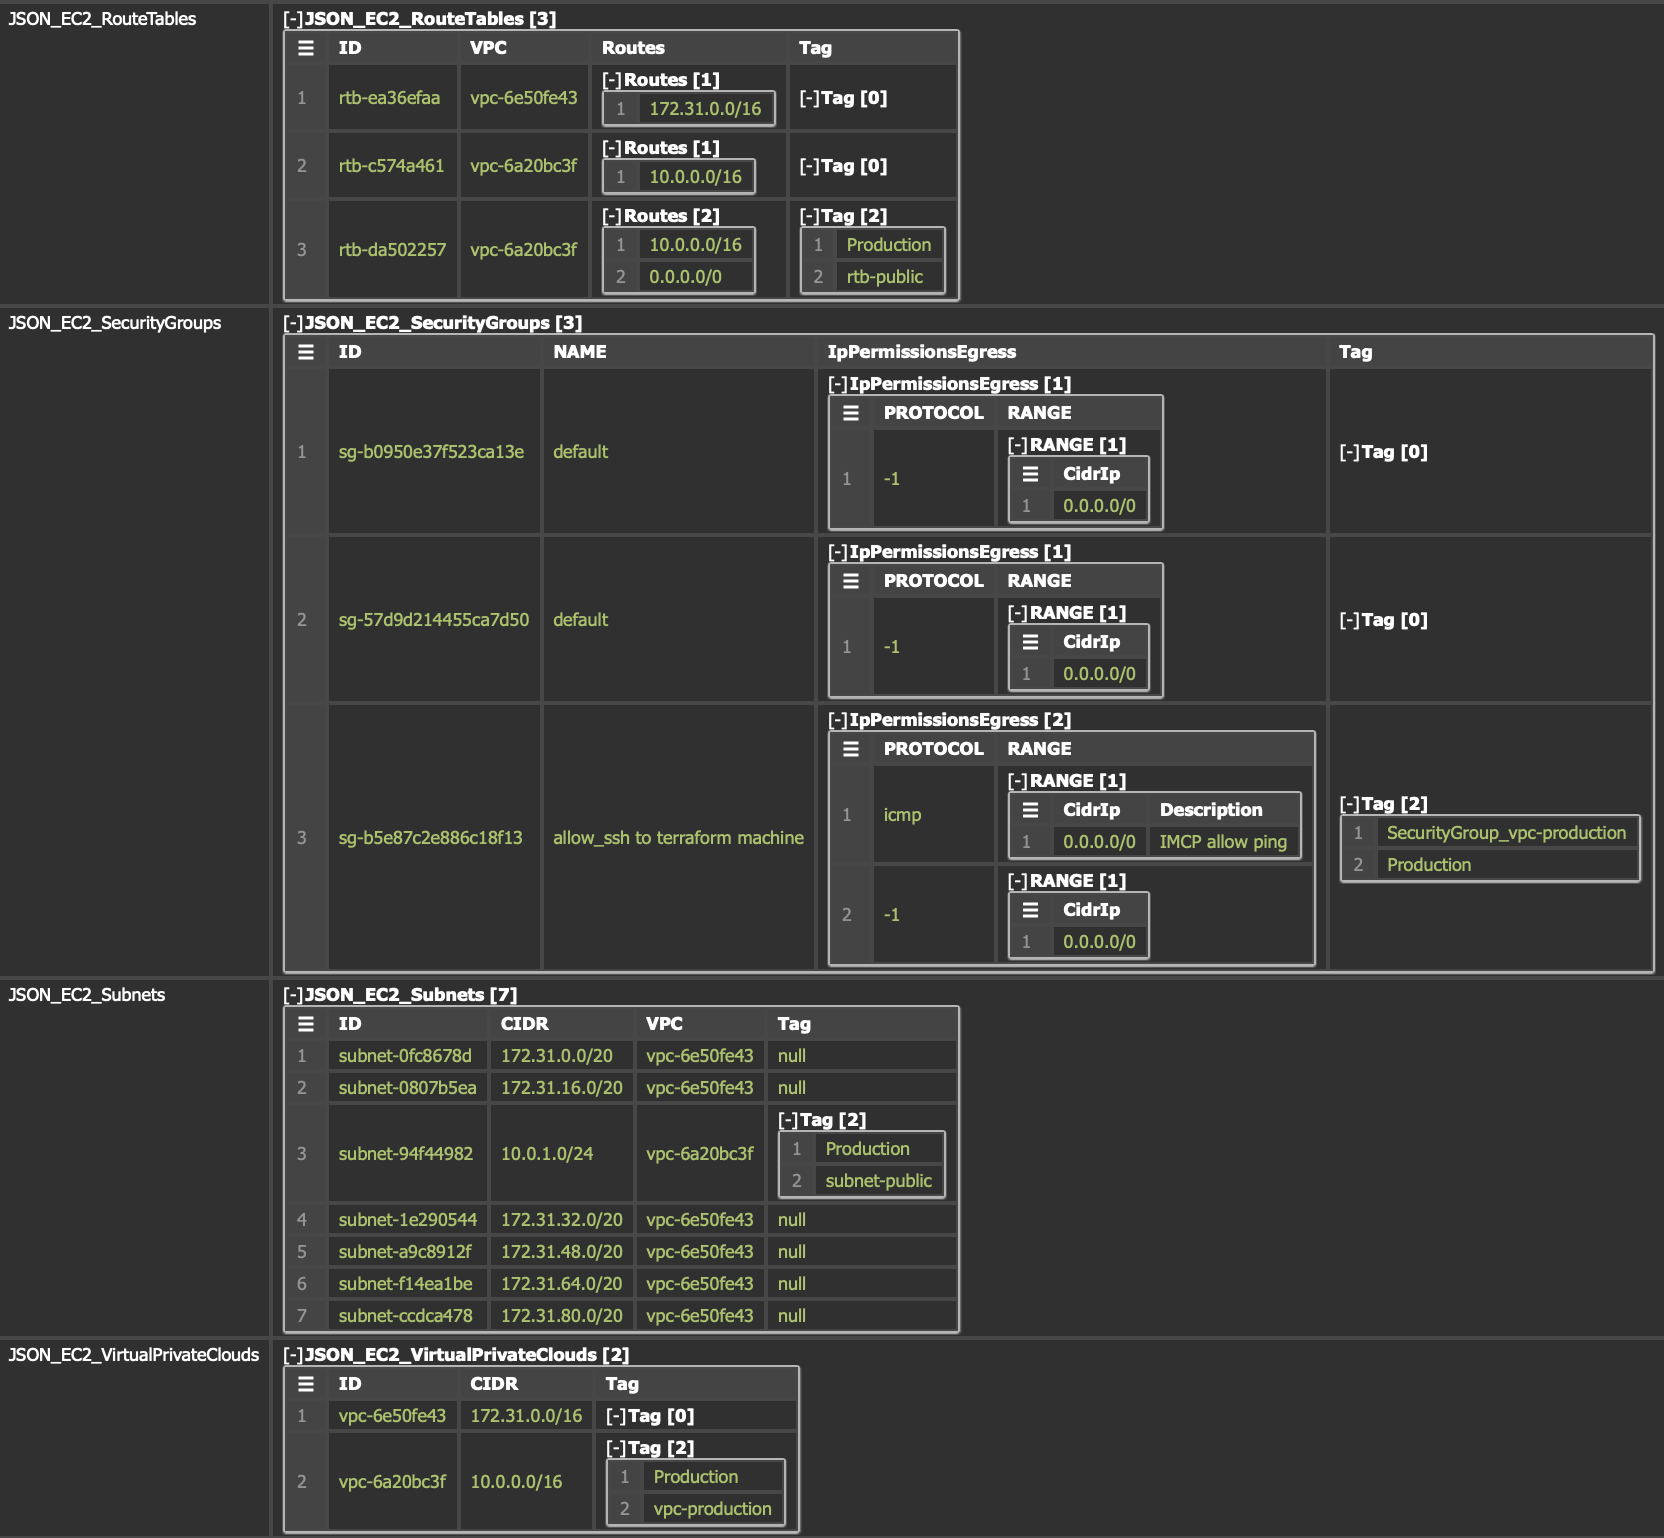 JSON_EC2_RouteTables
[-]JSON_EC2_RouteTables [3]
☰ ID VPC Routes Tag
1 rtb-ea36efaa vpc-6e50fe43 [-]Routes [1] [-]Tag [0]
1 172.31.0.0/16
2 rtb-c574a461 vpc-6a20bc3f [-]Routes [1] [-]Tag [0]
1 10.0.0.0/16
3 rtb-da502257 vpc-6a20bc3f [-]Routes [2] [-]Tag [2]
1 10.0.0.0/16 1 Production
2 0.0.0.0/0 2 rtb-public
JSON_EC2_SecurityGroups
[-]JSON_EC2_SecurityGroups [3]
☰ ID NAME IpPermissionsEgress Tag
1 sg-b0950e37f523ca13e default [-]IpPermissionsEgress [1] [-]Tag [0]
☰ PROTOCOL RANGE
1 -1 [-]RANGE [1]
☰ CidrIp
1 0.0.0.0/0
2 sg-57d9d214455ca7d50 default [-]IpPermissionsEgress [1] [-]Tag [0]
☰ PROTOCOL RANGE
1 -1 [-]RANGE [1]
☰ CidrIp
1 0.0.0.0/0
3 sg-b5e87c2e886c18f13 allow_ssh to terraform machine [-]IpPermissionsEgress [2]
☰ PROTOCOL RANGE
1 icmp [-]RANGE [1]
☰ CidrIp Description
1 0.0.0.0/0 IMCP allow ping
2 -1 [-]RANGE [1]
☰ CidrIp
1 0.0.0.0/0
[-]Tag [2]
1 SecurityGroup_vpc-production
2 Production
JSON_EC2_Subnets
[-]JSON_EC2_Subnets [7]
☰ ID CIDR VPC Tag
1 subnet-0fc8678d 172.31.0.0/20 vpc-6e50fe43 null
2 subnet-0807b5ea 172.31.16.0/20 vpc-6e50fe43 null
3 subnet-94f44982 10.0.1.0/24 vpc-6a20bc3f [-]Tag [2]
1 Production
2 subnet-public
4 subnet-1e290544 172.31.32.0/20 vpc-6e50fe43 null
5 subnet-a9c8912f 172.31.48.0/20 vpc-6e50fe43 null
6 subnet-f14ea1be 172.31.64.0/20 vpc-6e50fe43 null
7 subnet-ccdca478 172.31.80.0/20 vpc-6e50fe43 null
JSON_EC2_VirtualPrivateClouds
[-]JSON_EC2_VirtualPrivateClouds [2]
☰ ID CIDR Tag
1 vpc-6e50fe43 172.31.0.0/16 [-]Tag [0]
2 vpc-6a20bc3f 10.0.0.0/16 [-]Tag [2]
1 Production
2 vpc-production